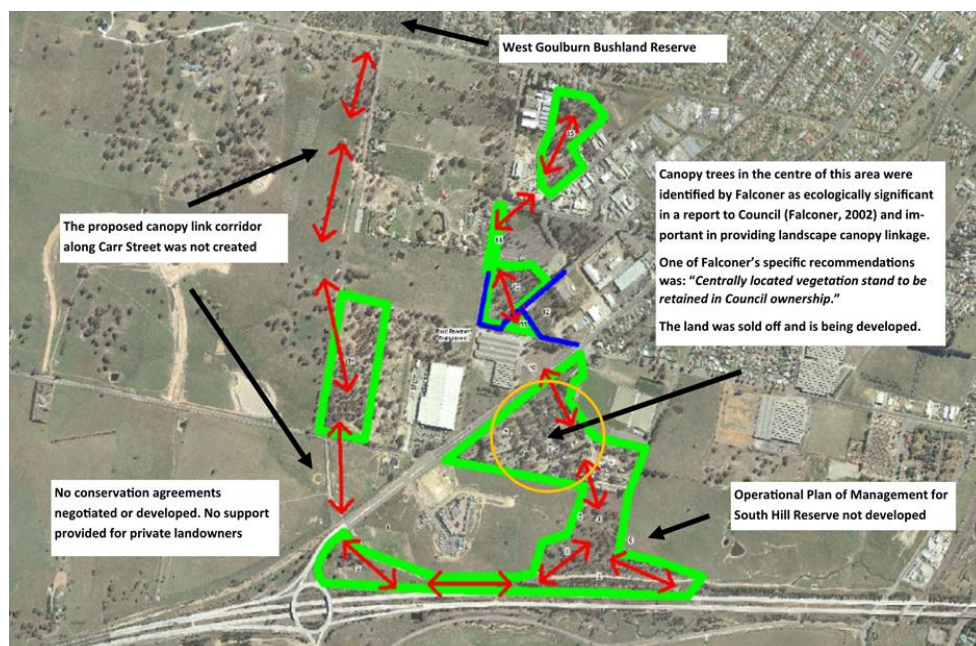 West Goulburn Bushland Reserve
Canopy trees in the centre of this area were
identified by Falconer as ecologically significant
in a report to Council (Falconer, 2002) and im-
portant in providing landscape canopy linkage.
One of Falconer's specific recommendations
was: "Centrally located vegetation stand to be
retained in Council ownership."
The land was sold off and is being developed.
The proposed canopy link corridor
along Carr Street was not created
No conservation agreements
negotiated or developed. No support
provided for private landowners
Operational Plan of Management for
South Hill Reserve not developed